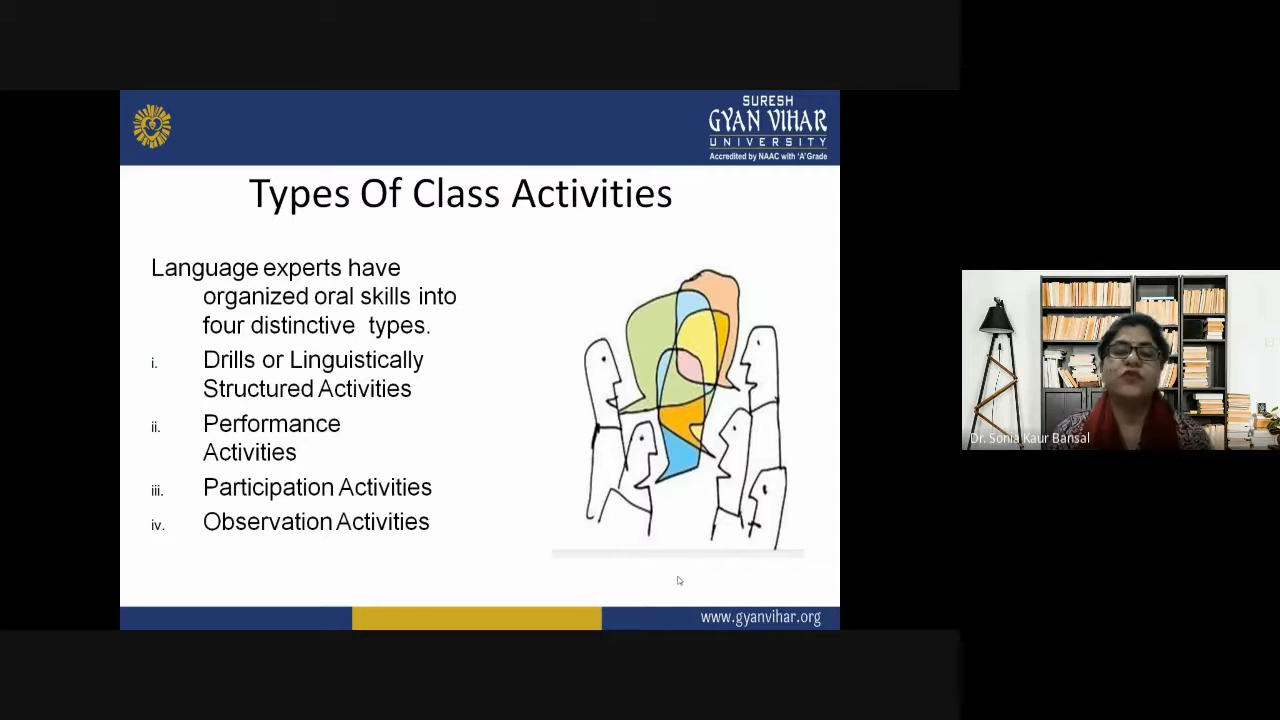 SURESH
GYAN VIHAR
UNIVERSITY
Accredited by NAAC with 'A' Grade
Types Of Class Activities
Language experts have
organized oral skills into
four distinctive types.
i. Drills or Linguistically
Structured Activities
ii. Performance
Activities
iii. Participation Activities
iv. Observation Activities
www.gyanvihar.org
Dr. Sonia Kaur Bansal